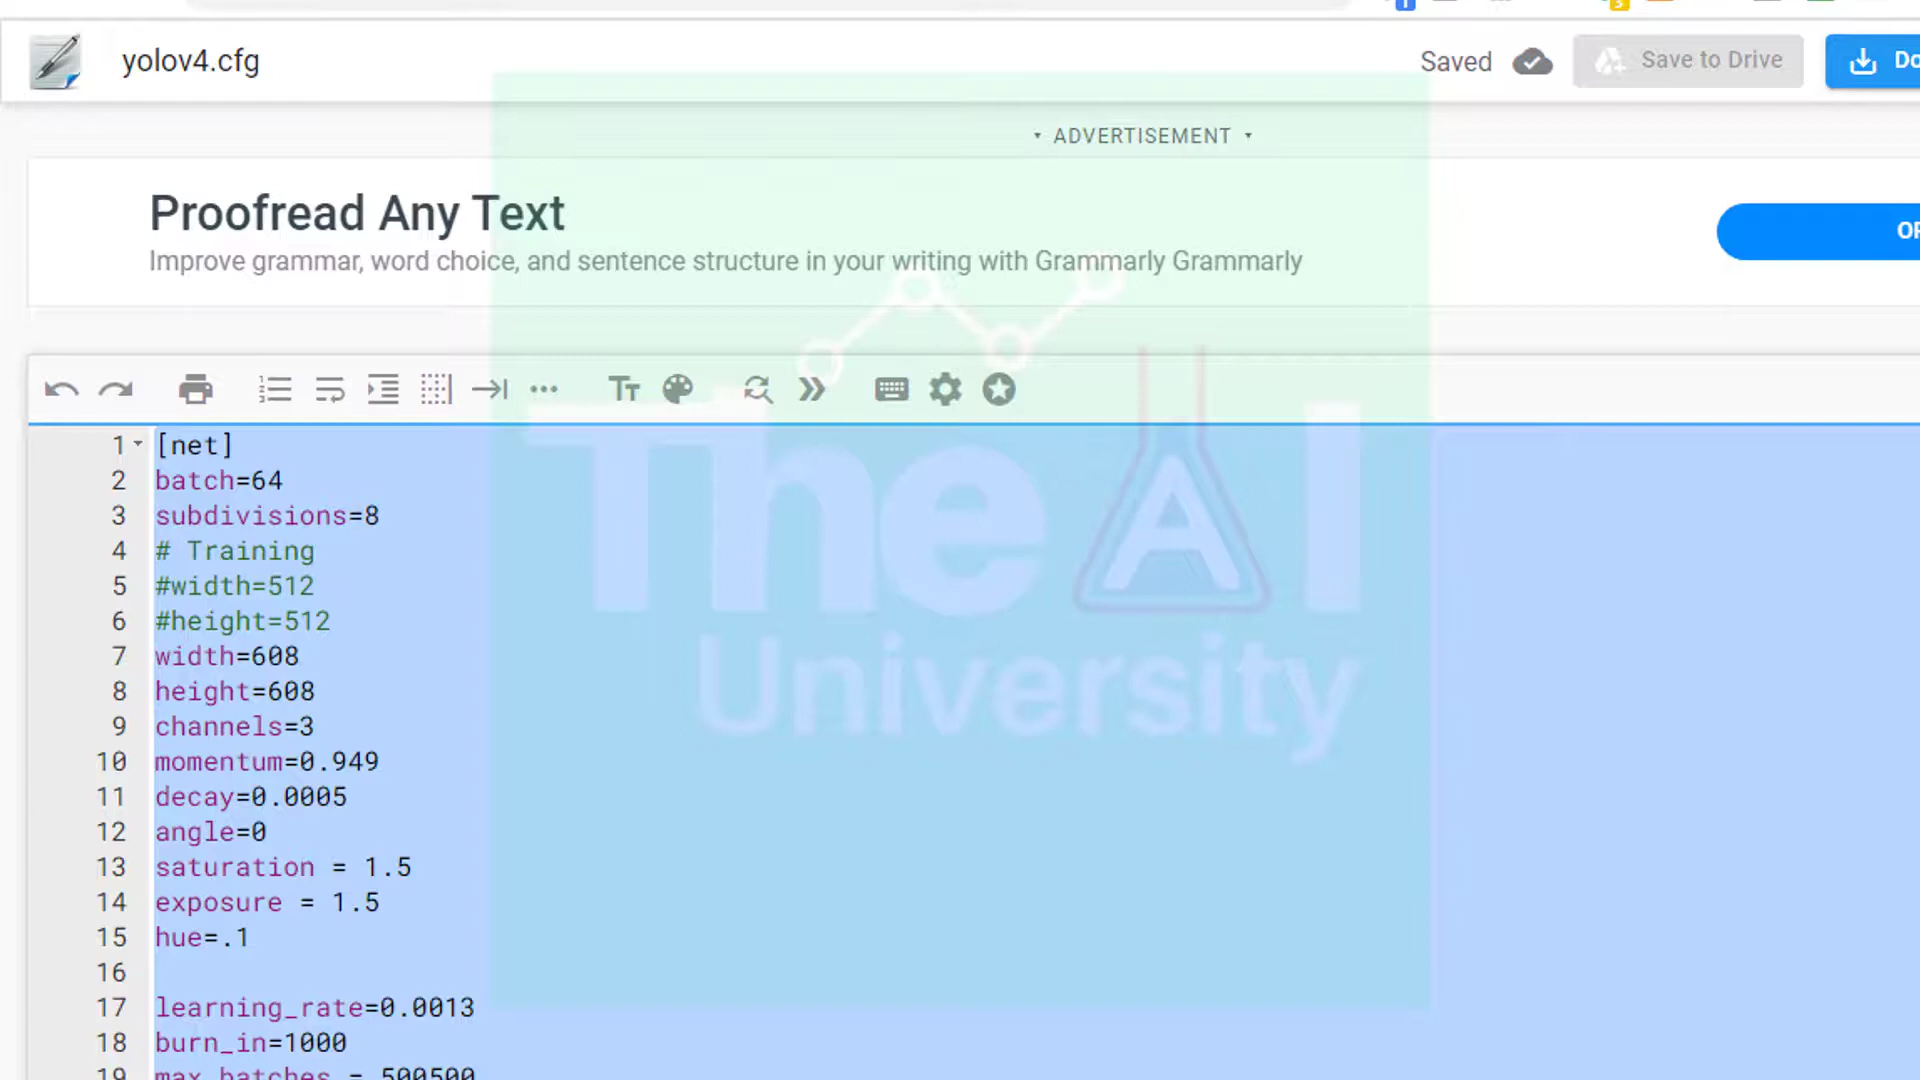 yolov4.cfg
Saved
Save to Drive
• ADVERTISEMENT •
Proofread Any Text
Improve grammar, word choice, and sentence structure in your writing with Grammarly Grammarly
1 [net]
2 batch=64
3 subdivisions=8
4 # Training
5 #width=512
6 #height=512
7 width=608
8 height=608
9 channels=3
10 momentum=0.949
11 decay=0.0005
12 angle=0
13 saturation = 1.5
14 exposure = 1.5
15 hue=.1
16
17 learning_rate=0.0013
18 burn_in=1000
19 max_batches = 500500
The AI
University